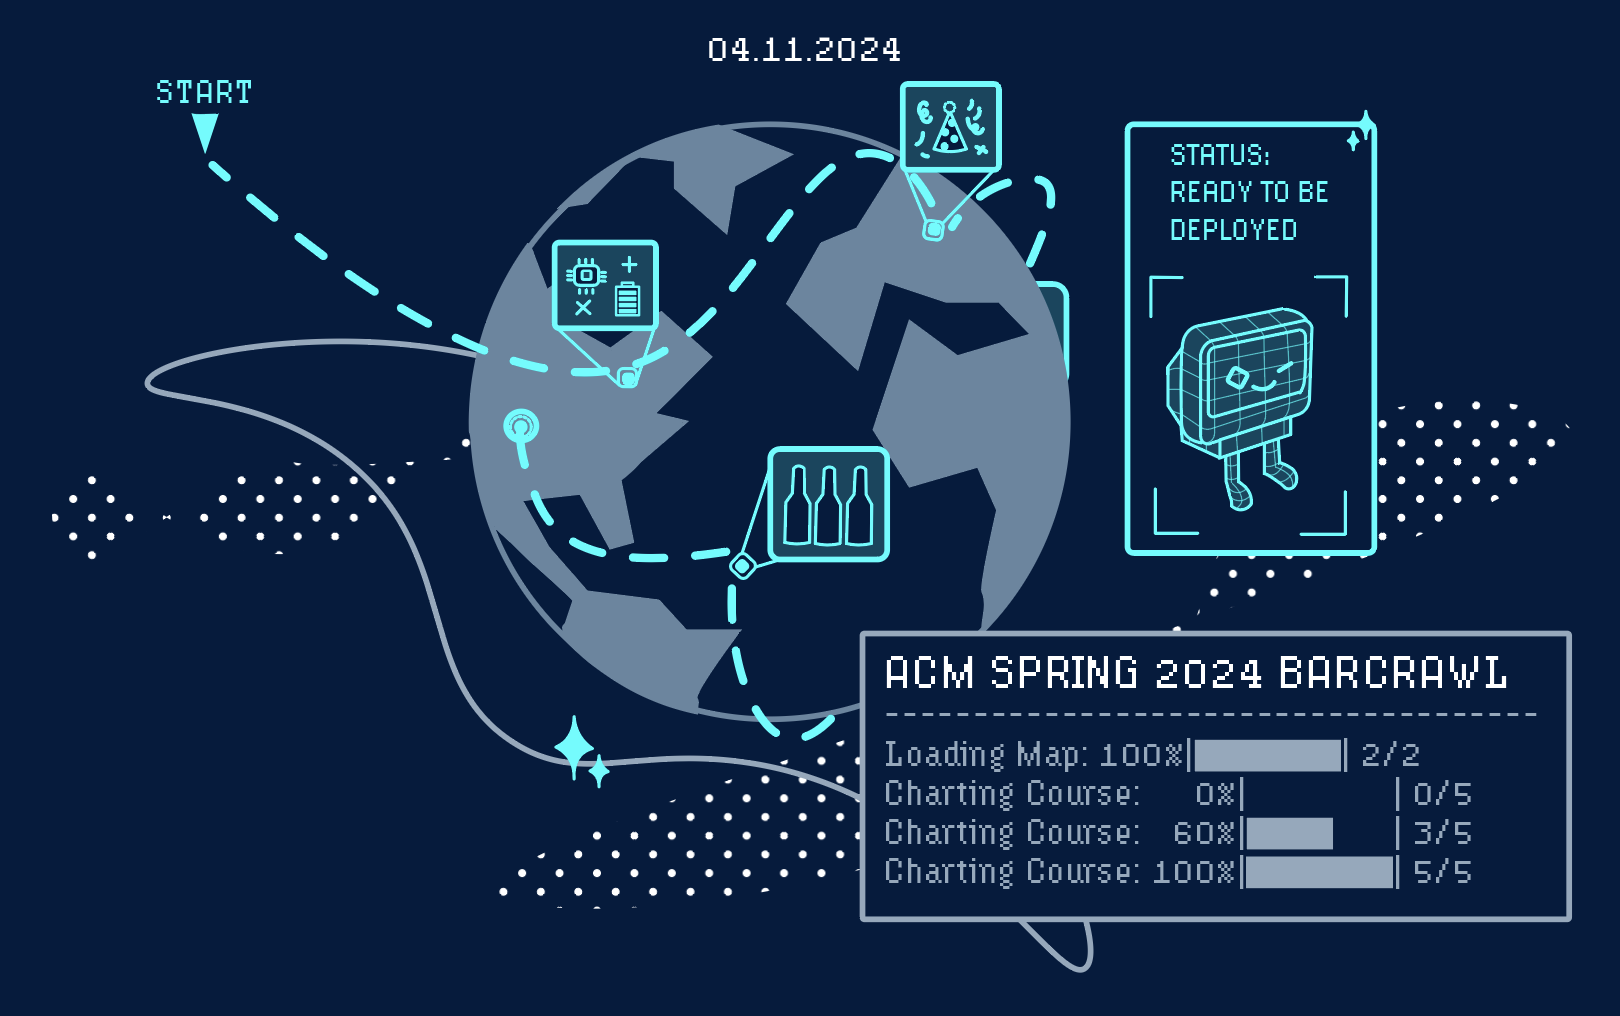 04.11.2024
START
STATUS:
READY TO BE
DEPLOYED
ACM SPRING 2024 BARCRAWL
Loading Map: 100%| | 2/2
Charting Course: 0%| | 0/5
Charting Course: 60%| | 3/5
Charting Course: 100%| | 5/5